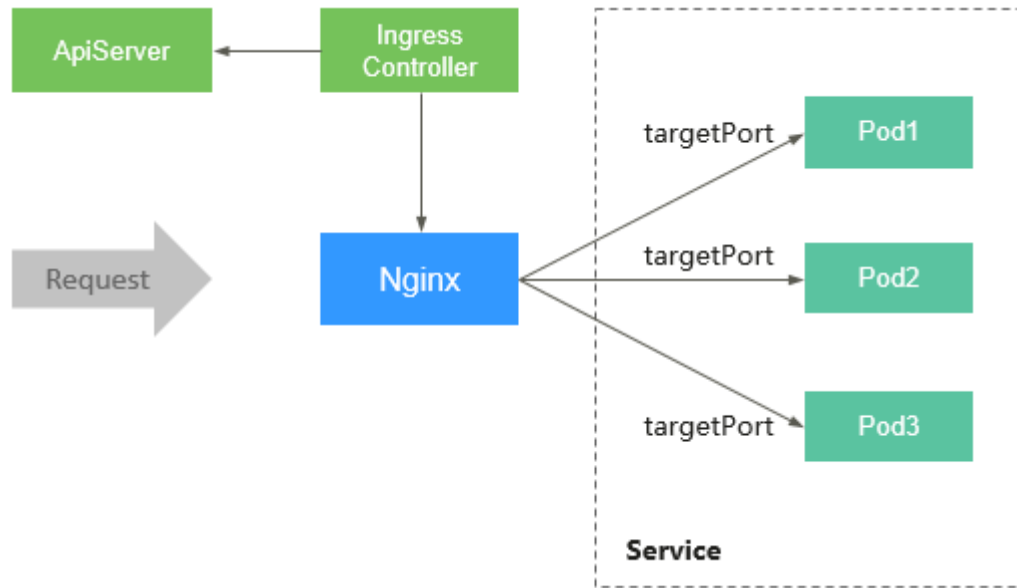 ApiServer
Ingress
Controller
targetPort
Pod1
Request
Nginx
targetPort
Pod2
targetPort
Pod3
Service